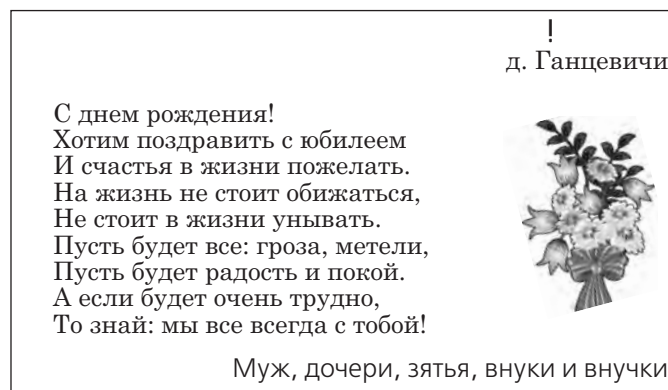 !
д. Ганцевичи
С днем рождения!
Хотим поздравить с юбилеем
И счастья в жизни пожелать.
На жизнь не стоит обижаться,
Не стоит в жизни унывать.
Пусть будет все: гроза, метели,
Пусть будет радость и покой.
А если будет очень трудно,
То знай: мы все всегда с тобой!
Муж, дочери, зятья, внуки и внучки